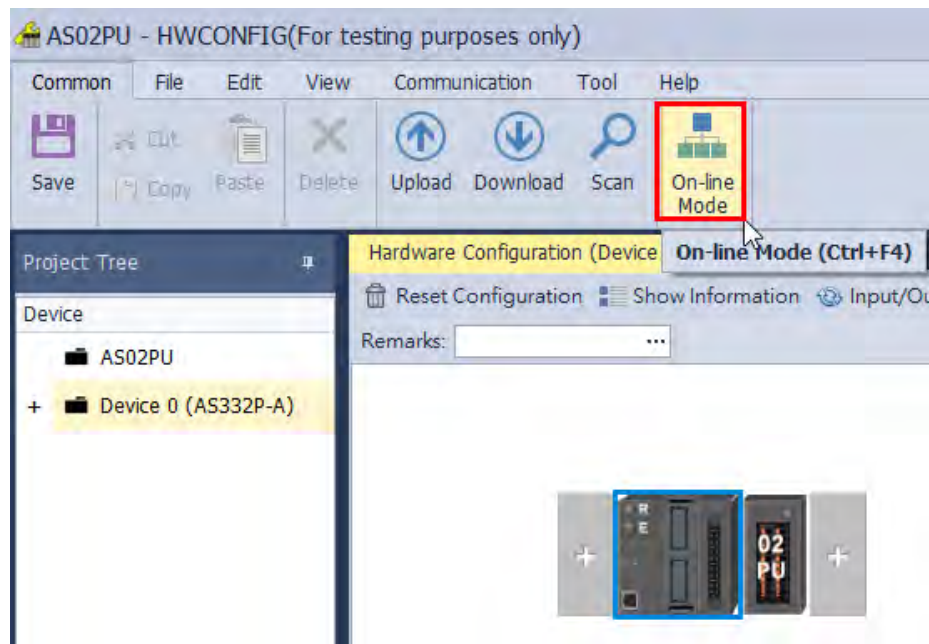 AS02PU - HWCONFIG(For testing purposes only)
Common File Edit View Communication Tool Help
Cut
Copy
Save Paste Delete Upload Download Scan On-line
Mode
Project Tree
Hardware Configuration (Device
On-line Mode (Ctrl+F4)
Reset Configuration Show Information Input/Ou
Remarks: ...
Device
AS02PU
+ Device 0 (AS332P-A)
+ R
E
02
PU +